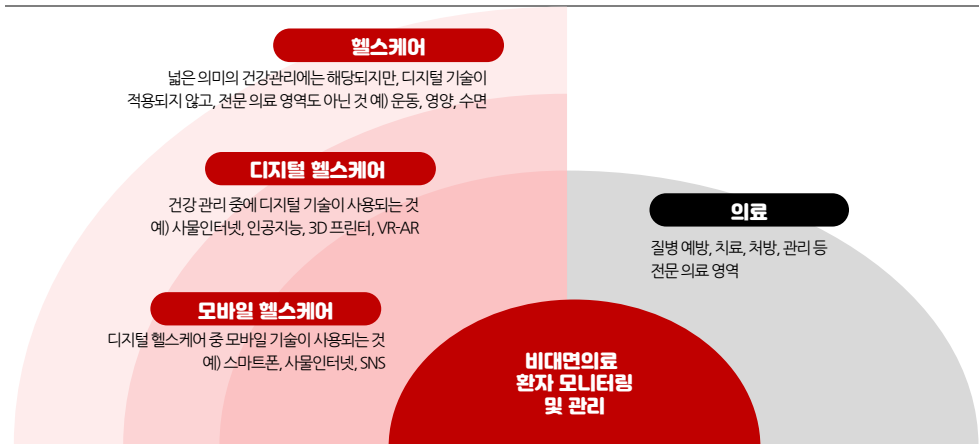 헬스케어
넓은 의미의 건강관리에는 해당되지만, 디지털 기술이
적용되지 않고, 전문 의료 영역도 아닌 것 예) 운동, 영양, 수면
디지털 헬스케어
건강 관리 중에 디지털 기술이 사용되는 것
예) 사물인터넷, 인공지능, 3D 프린터, VR-AR
모바일 헬스케어
디지털 헬스케어 중 모바일 기술이 사용되는 것
예) 스마트폰, 사물인터넷, SNS
의료
질병 예방, 치료, 처방, 관리 등
전문 의료 영역
비대면의료
환자 모니터링
및 관리